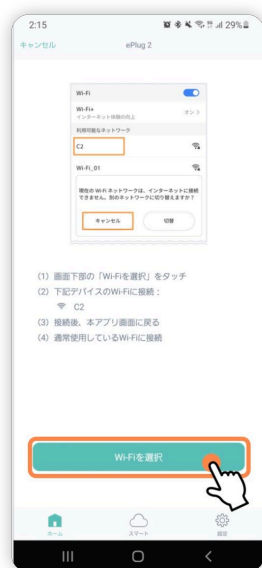 2:15
29%
キャンセル ePlug 2
Wi-Fi
Wi-Fi+
インターネット体験の向上
オン >
利用可能なネットワーク
C2
Wi-Fi_01
現在の Wi-Fi ネットワークは、インターネットに接続
できません。別のネットワークに切り替えますか?
キャンセル 切替
(1) 画面下部の「Wi-Fiを選択」をタッチ
(2) 下記デバイスのWi-Fiに接続:
C2
(3) 接続後、本アプリ画面に戻る
(4) 通常使用しているWi-Fiに接続
Wi-Fiを選択
ホーム スマート 設定